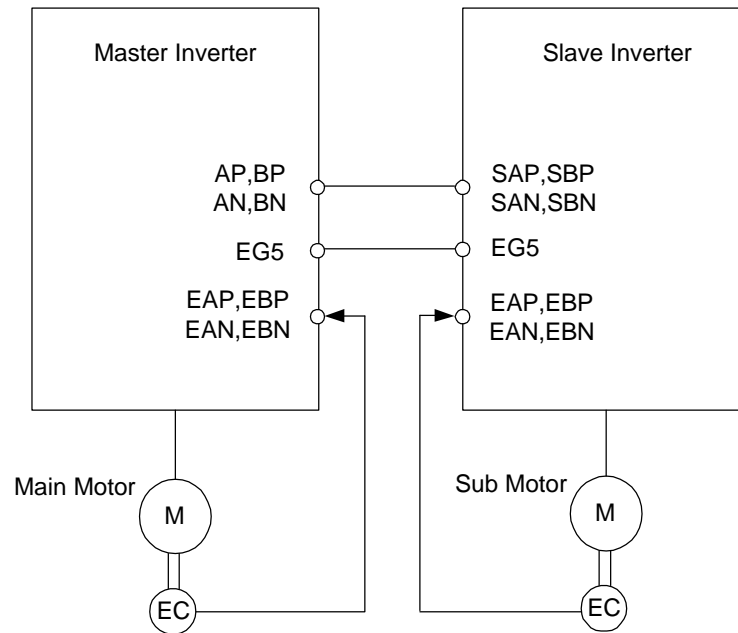 Master Inverter
Slave Inverter
AP,BP
AN,BN
SAP,SBP
SAN,SBN
EG5
EG5
EAP,EBP
EAN,EBN
EAP,EBP
EAN,EBN
Main Motor
M
Sub Motor
M
EC
EC